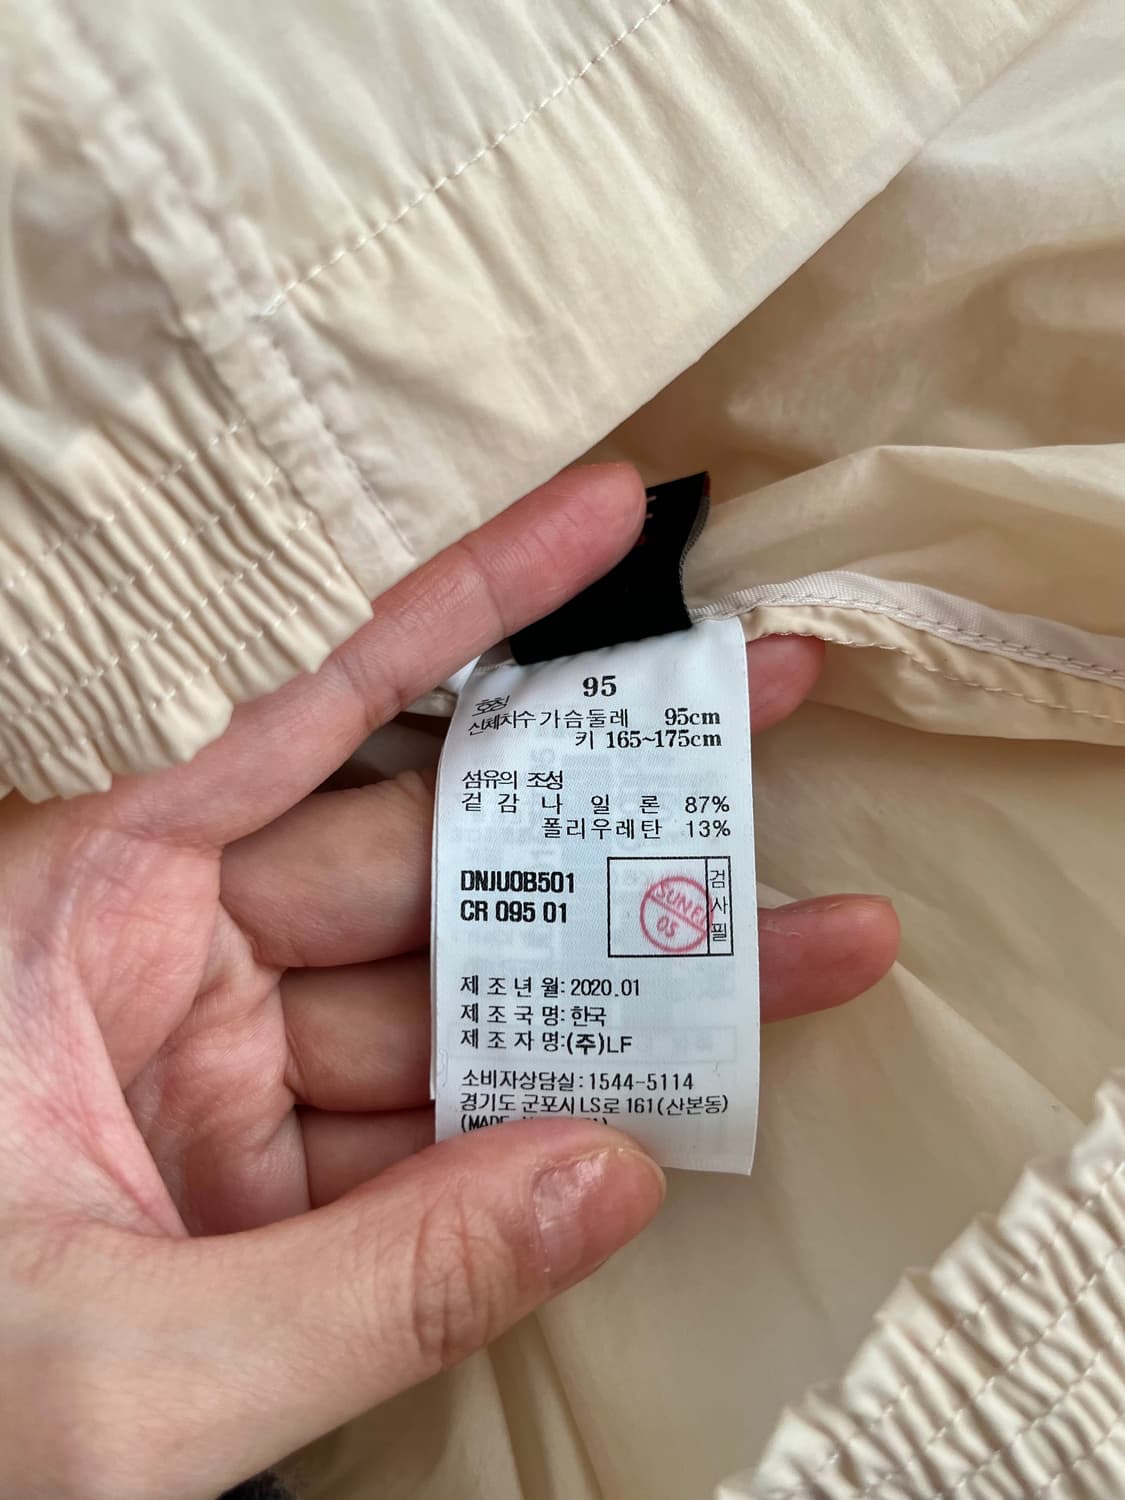 호칭 95
신체치수 가슴둘레 95cm
키 165~175cm
섬유의 조성
겉감 나일론 87%
폴리우레탄 13%
DNJU0B501
CR 095 01
검사필
SUNEI
05
제조년월: 2020.01
제조국명: 한국
제조자명:(주)LF
소비자상담실: 1544-5114
경기도 군포시 LS로 161(산본동)
(MADE